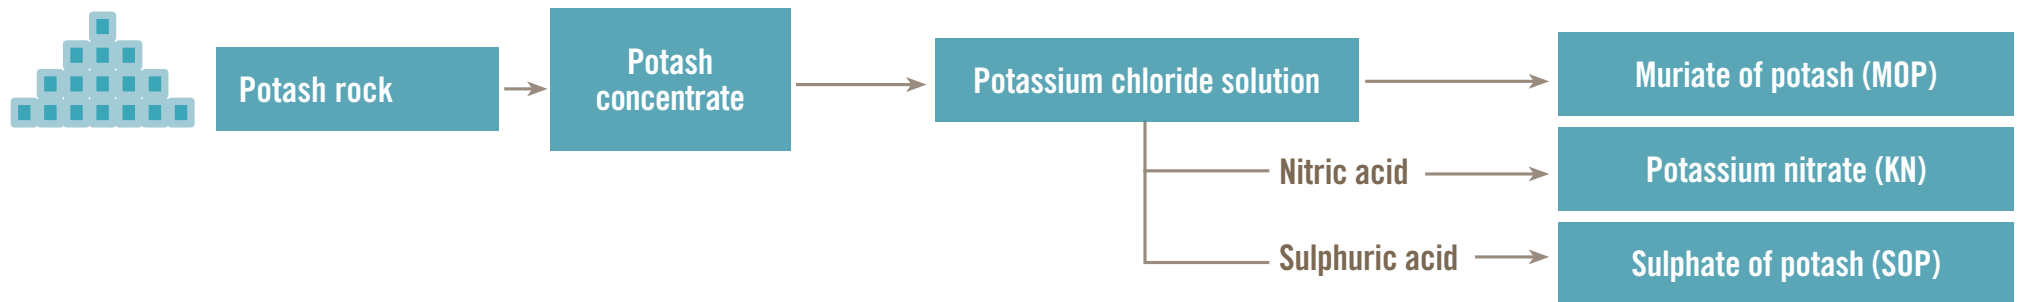 Potash rock
Potash
concentrate
Potassium chloride solution
Muriate of potash (MOP)
Nitric acid
Potassium nitrate (KN)
Sulphuric acid
Sulphate of potash (SOP)